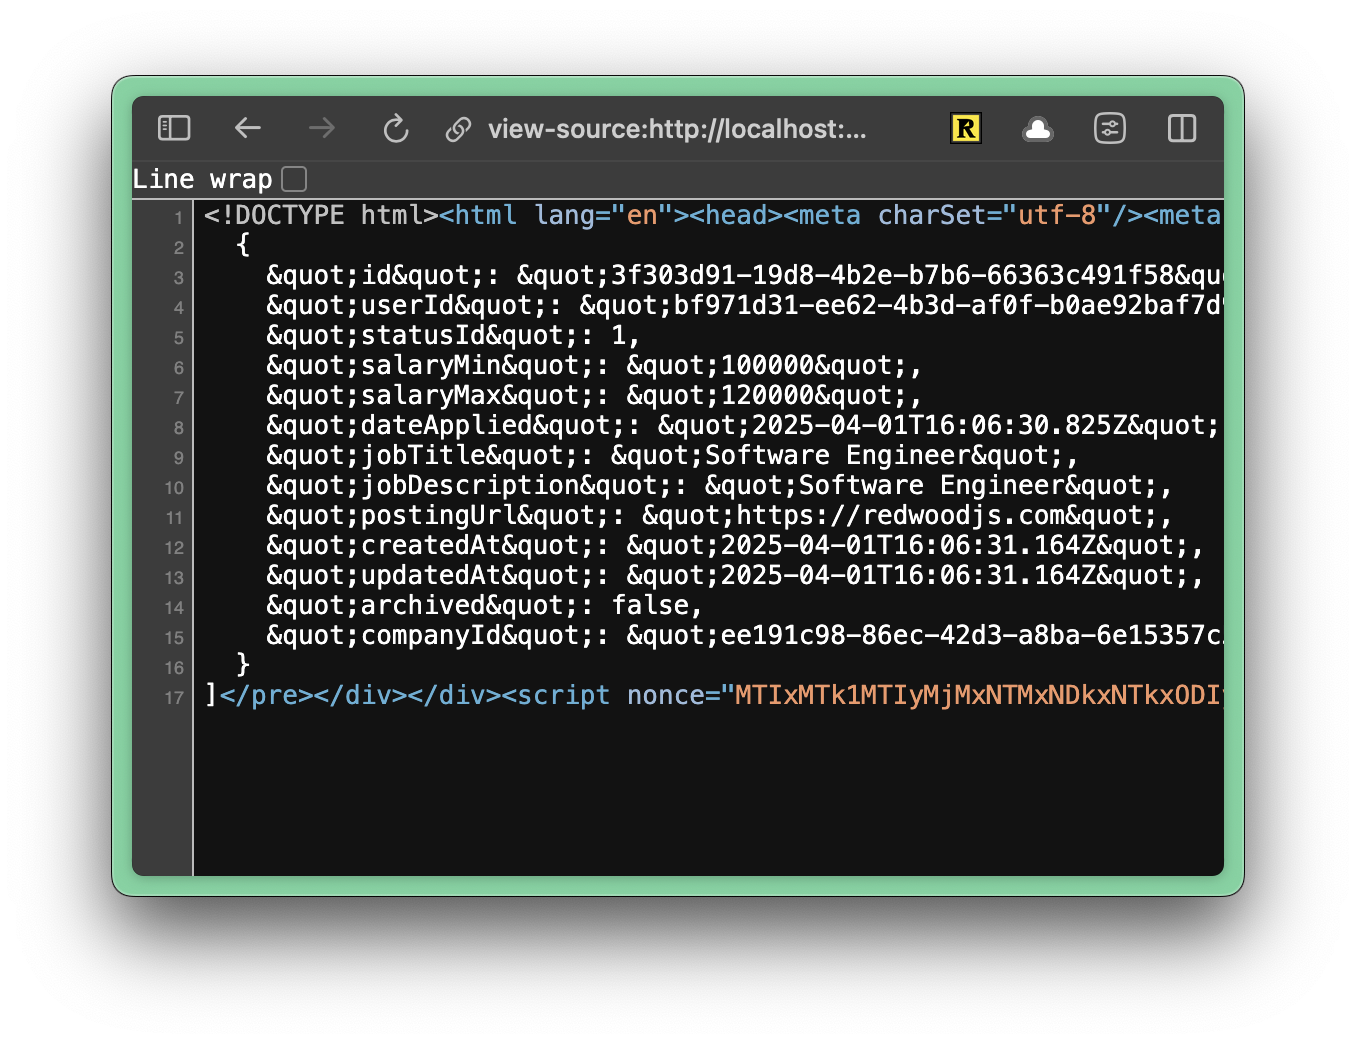 view-source:http://localhost:...
R
Line wrap
1 <!DOCTYPE html><html lang="en"><head><meta charSet="utf-8"/><meta
2 {
3 &quot;id&quot;: &quot;3f303d91-19d8-4b2e-b7b6-66363c491f58&qu
4 &quot;userId&quot;: &quot;bf971d31-ee62-4b3d-af0f-b0ae92baf7d
5 &quot;statusId&quot;: 1,
6 &quot;salaryMin&quot;: &quot;100000&quot;,
7 &quot;salaryMax&quot;: &quot;120000&quot;,
8 &quot;dateApplied&quot;: &quot;2025-04-01T16:06:30.825Z&quot;
9 &quot;jobTitle&quot;: &quot;Software Engineer&quot;,
10 &quot;jobDescription&quot;: &quot;Software Engineer&quot;,
11 &quot;postingUrl&quot;: &quot;https://redwoodjs.com&quot;,
12 &quot;createdAt&quot;: &quot;2025-04-01T16:06:31.164Z&quot;,
13 &quot;updatedAt&quot;: &quot;2025-04-01T16:06:31.164Z&quot;,
14 &quot;archived&quot;: false,
15 &quot;companyId&quot;: &quot;ee191c98-86ec-42d3-a8ba-6e15357c
16 }
17 ]</pre></div></div><script nonce="MTIxMTk1MTIyMjMxNTMxNDkxNTkxODI